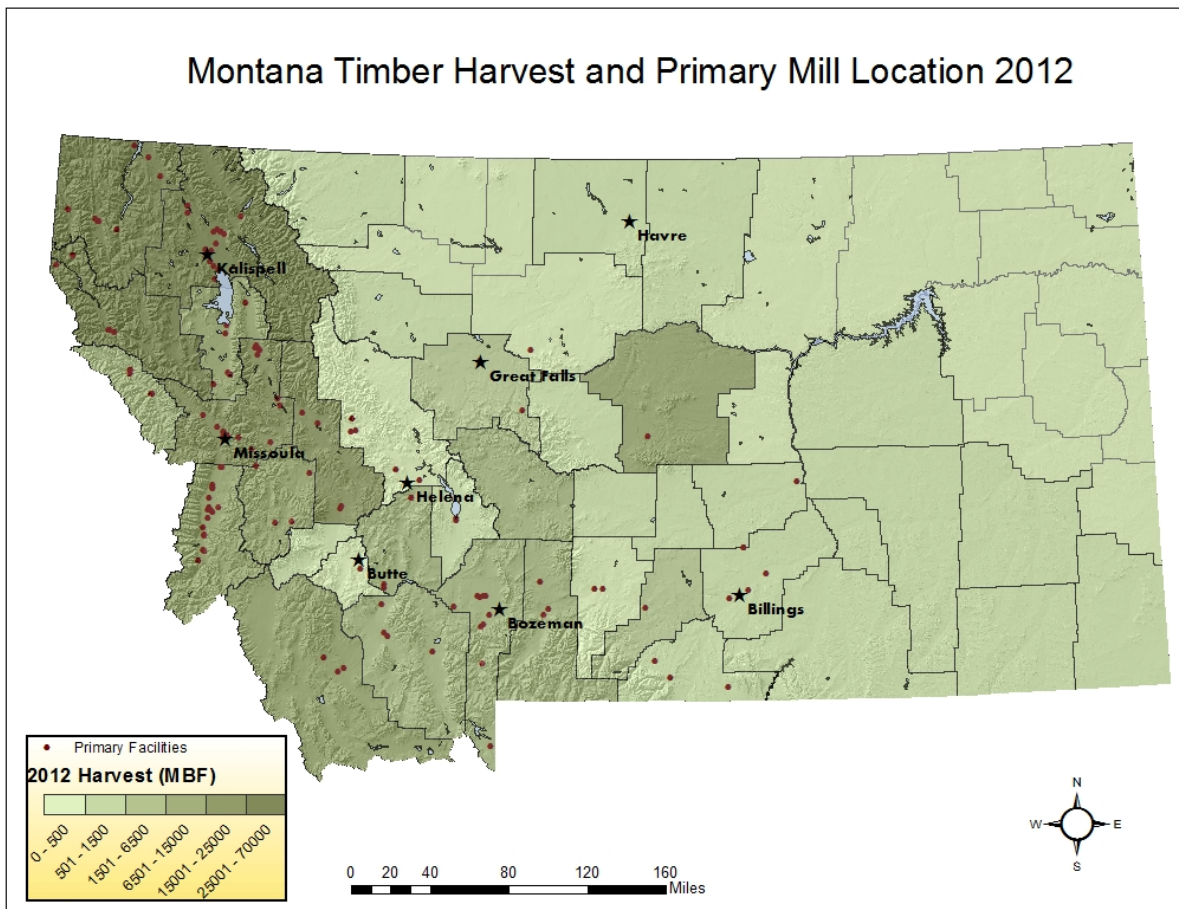 Montana Timber Harvest and Primary Mill Location 2012
Havre
Kalispell
Great Falls
Missoula
Helena
Butte
Bozeman
Billings
Primary Facilities
2012 Harvest (MBF)
0 - 500
501 - 1500
1501 - 6500
6501 - 15000
15001 - 25000
25001 - 70000
N
W E
S
0 20 40 80 120 160
Miles